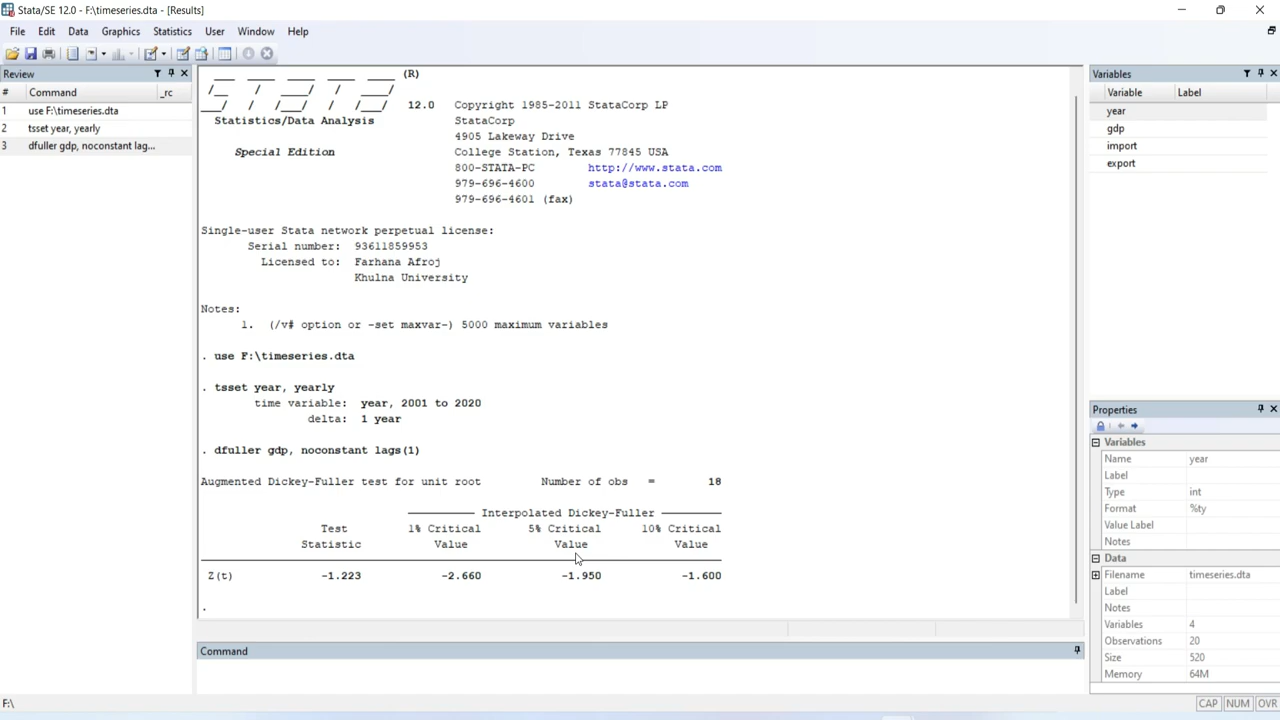 Stata/SE 12.0 - F:\timeseries.dta - [Results]
File Edit Data Graphics Statistics User Window Help
Review
# Command _rc
1 use F:\timeseries.dta
2 tsset year, yearly
3 dfuller gdp, noconstant lag...
(R)
STATA 12.0 Copyright 1985-2011 StataCorp LP
Statistics/Data Analysis StataCorp
4905 Lakeway Drive
Special Edition College Station, Texas 77845 USA
800-STATA-PC http://www.stata.com
979-696-4600 stata@stata.com
979-696-4601 (fax)
Single-user Stata network perpetual license:
Serial number: 93611859953
Licensed to: Farhana Afroj
Khulna University
Notes:
1. (/v# option or -set maxvar-) 5000 maximum variables
. use F:\timeseries.dta
. tsset year, yearly
time variable: year, 2001 to 2020
delta: 1 year
. dfuller gdp, noconstant lags(1)
Augmented Dickey-Fuller test for unit root Number of obs = 18
Interpolated Dickey-Fuller
Test 1% Critical 5% Critical 10% Critical
Statistic Value Value Value
Z(t) -1.223 -2.660 -1.950 -1.600
.
Command
Variables
Variable Label
year
gdp
import
export
Properties
Variables
Name year
Label
Type int
Format %ty
Value Label
Notes
Data
Filename timeseries.dta
Label
Notes
Variables 4
Observations 20
Size 520
Memory 64M
F:\ CAP NUM OVR